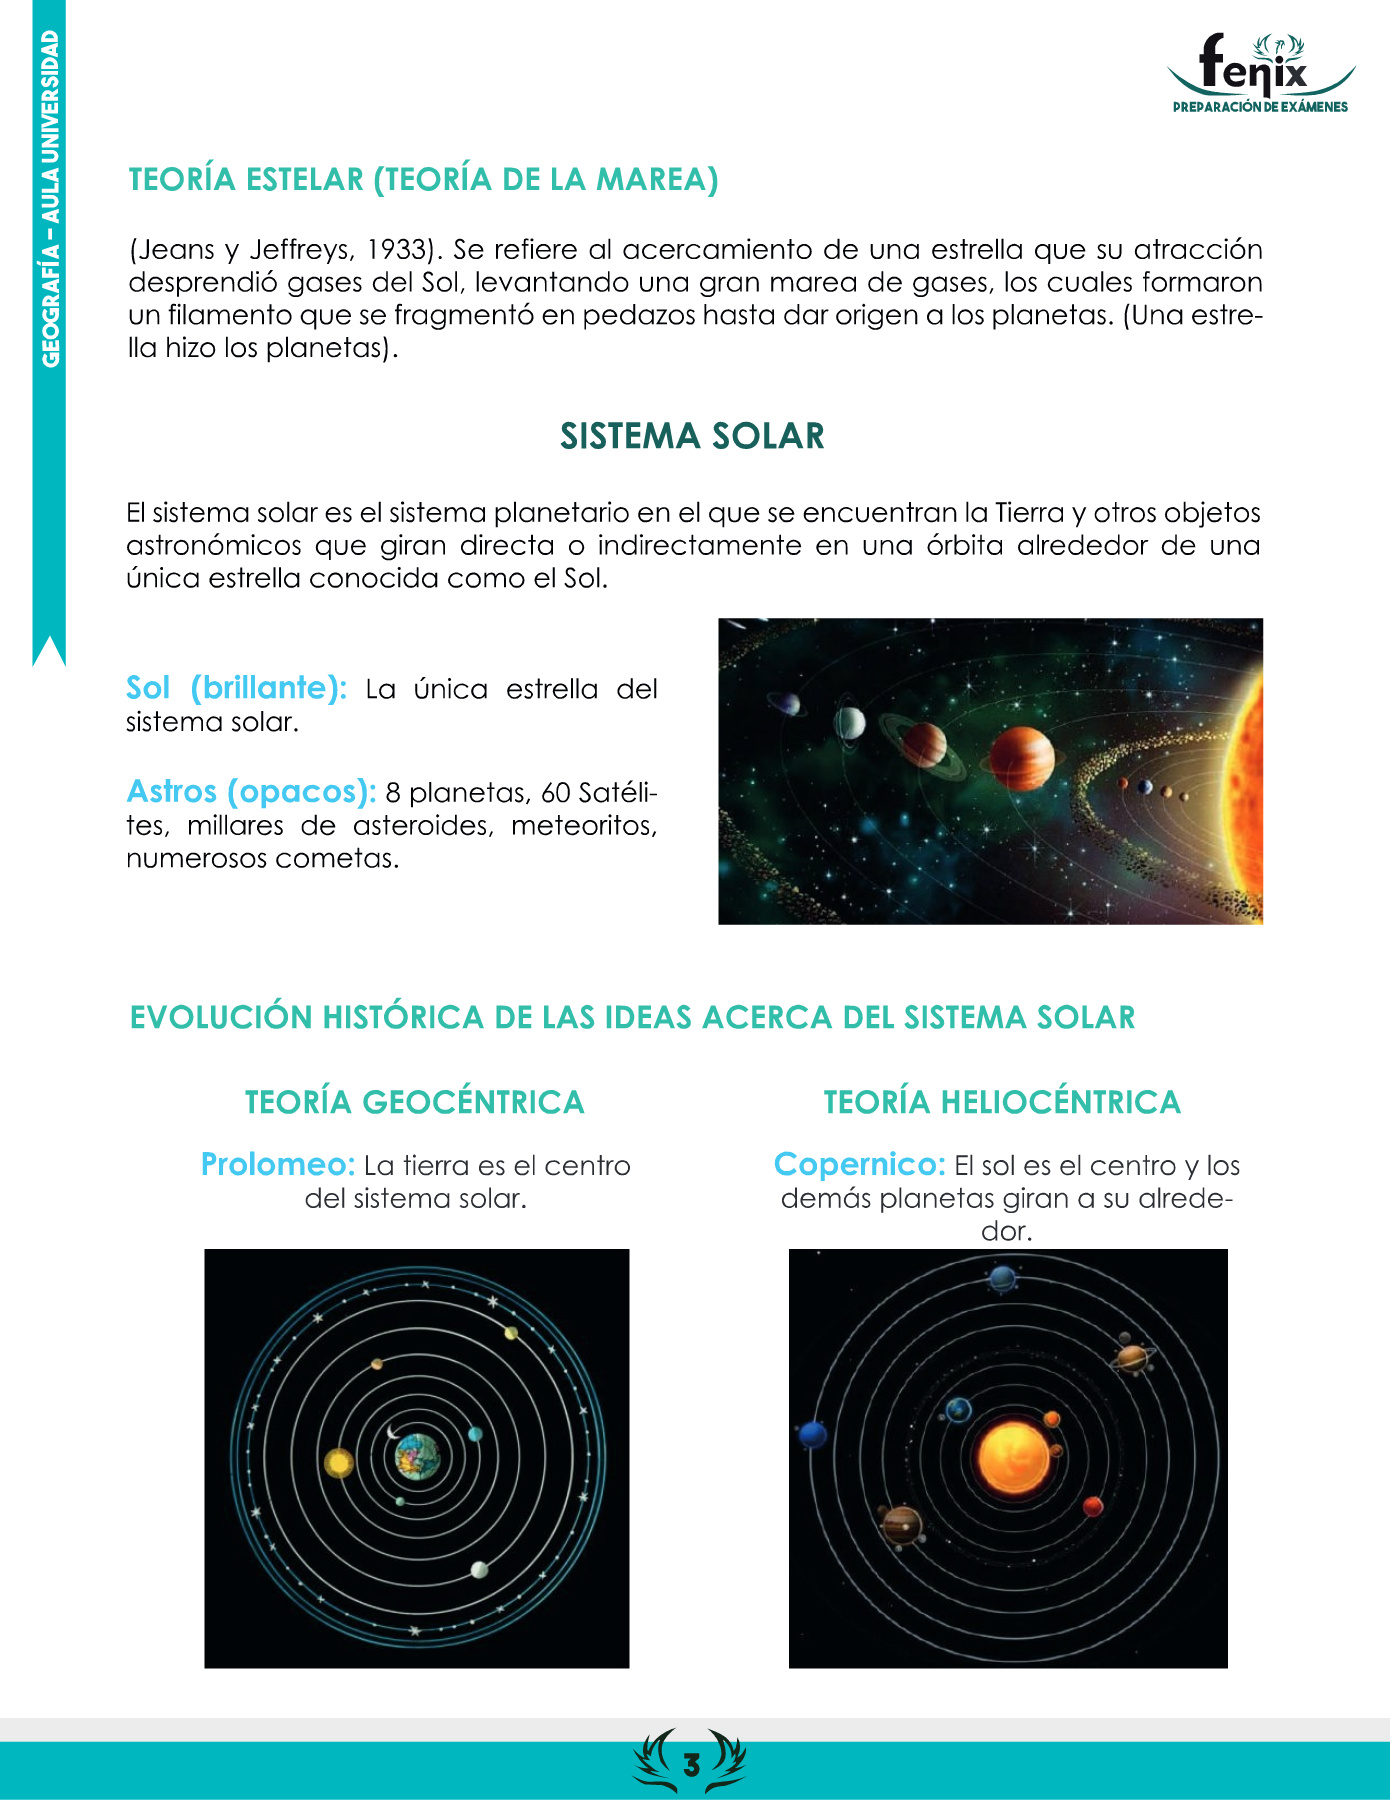 GEOGRAFÍA – AULA UNIVERSIDAD
fenix
PREPARACIÓN DE EXÁMENES
TEORÍA ESTELAR (TEORÍA DE LA MAREA)
(Jeans y Jeffreys, 1933). Se refiere al acercamiento de una estrella que su atracción
desprendió gases del Sol, levantando una gran marea de gases, los cuales formaron
un filamento que se fragmentó en pedazos hasta dar origen a los planetas. (Una estre-
lla hizo los planetas).
SISTEMA SOLAR
El sistema solar es el sistema planetario en el que se encuentran la Tierra y otros objetos
astronómicos que giran directa o indirectamente en una órbita alrededor de una
única estrella conocida como el Sol.
Sol (brillante): La única estrella del
sistema solar.
Astros (opacos): 8 planetas, 60 Satéli-
tes, millares de asteroides, meteoritos,
numerosos cometas.
EVOLUCIÓN HISTÓRICA DE LAS IDEAS ACERCA DEL SISTEMA SOLAR
TEORÍA GEOCÉNTRICA
Prolomeo: La tierra es el centro
del sistema solar.
TEORÍA HELIOCÉNTRICA
Copernico: El sol es el centro y los
demás planetas giran a su alrede-
dor.
3